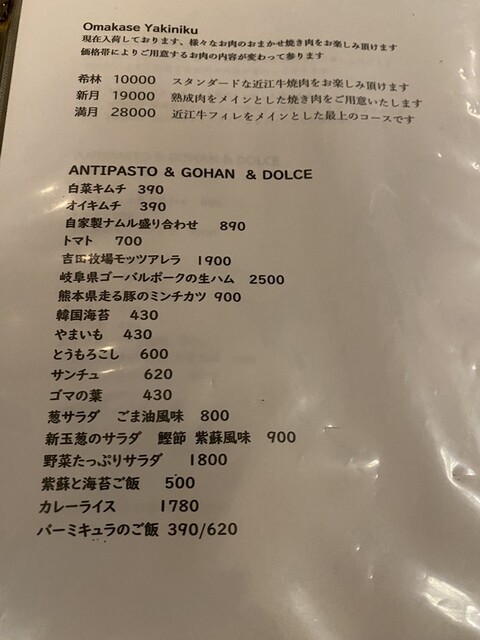 Omakase Yakiniku
現在入荷しております、様々なお肉のおまかせ焼き肉をお楽しみ頂けます
価格帯によりご用意するお肉の内容が変わって参ります
希林 10000 スタンダードな近江牛焼肉をお楽しみ頂けます
新月 19000 熟成肉をメインとした焼き肉をご用意いたします
満月 28000 近江牛フィレをメインとした最上のコースです
ANTIPASTO & GOHAN & DOLCE
白菜キムチ 390
オイキムチ 390
自家製ナムル盛り合わせ 890
トマト 700
吉田牧場モッツアレラ 1900
岐阜県ゴーバルポークの生ハム 2500
熊本県走る豚のミンチカツ 900
韓国海苔 430
やまいも 430
とうもろこし 600
サンチュ 620
ゴマの葉 430
葱サラダ ごま油風味 800
新玉葱のサラダ 鰹節 紫蘇風味 900
野菜たっぷりサラダ 1800
紫蘇と海苔ご飯 500
カレーライス 1780
バーミキュラのご飯 390/620